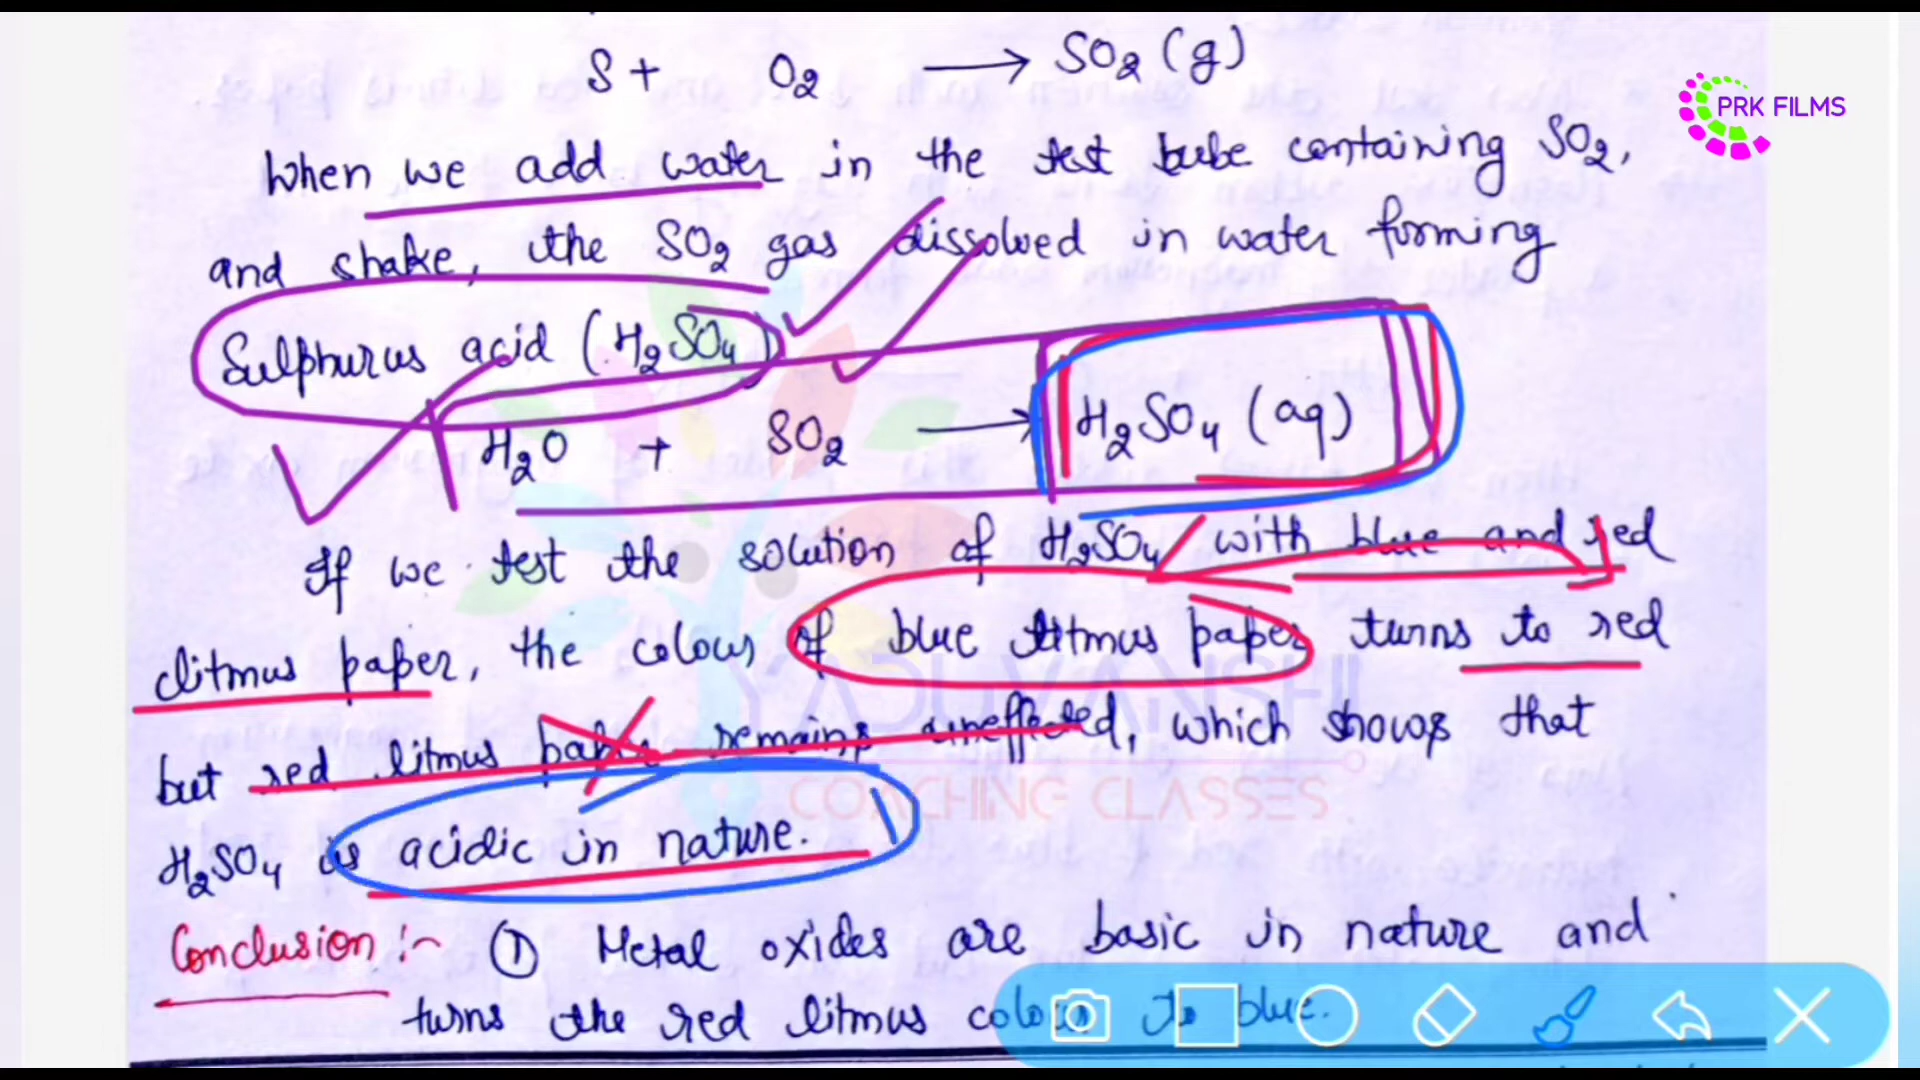 S + O₂ → SO₂ (g)
PRK FILMS
When we add water in the test tube containing SO₂,
and shake, the SO₂ gas dissolved in water forming
Sulphurus acid (H₂SO₄)
H₂O + SO₂ → H₂SO₄ (aq)
If we test the solution of H₂SO₄ with blue and red
litmus paper, the colour of blue litmus paper turns to red
but red litmus paper remains uneffected, which shows that
YADUVANSHI
COACHING CLASSES
H₂SO₄ is acidic in nature.
Conclusion :- ① Metal oxides are basic in nature and
turns the red litmus colour to blue.